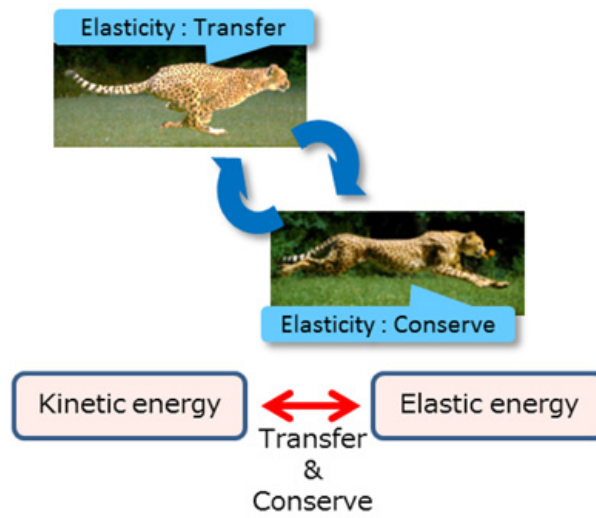 Elasticity : Transfer
Elasticity : Conserve
Kinetic energy
Elastic energy
Transfer
&
Conserve